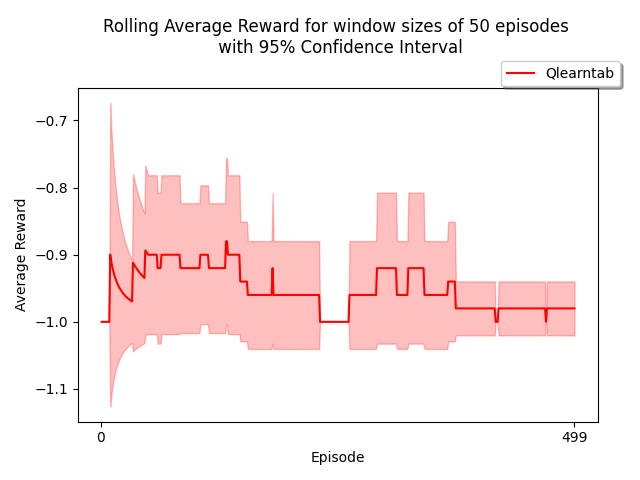 Rolling Average Reward for window sizes of 50 episodes
with 95% Confidence Interval
Qlearntab
−0.7
−0.8
−0.9
−1.0
−1.1
Average Reward
0
499
Episode